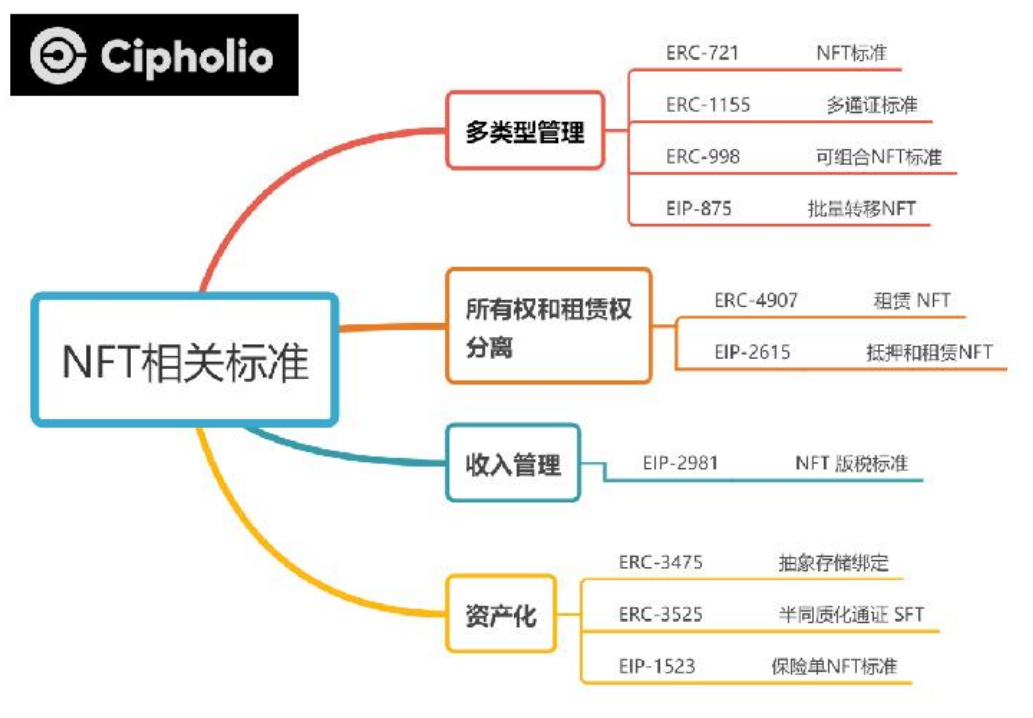 Cipholio
NFT相关标准
多类型管理
ERC-721 NFT标准
ERC-1155 多通证标准
ERC-998 可组合NFT标准
EIP-875 批量转移NFT
所有权和租赁权
分离
ERC-4907 租赁 NFT
EIP-2615 抵押和租赁NFT
收入管理
EIP-2981 NFT 版税标准
资产化
ERC-3475 抽象存储绑定
ERC-3525 半同质化通证 SFT
EIP-1523 保险单NFT标准